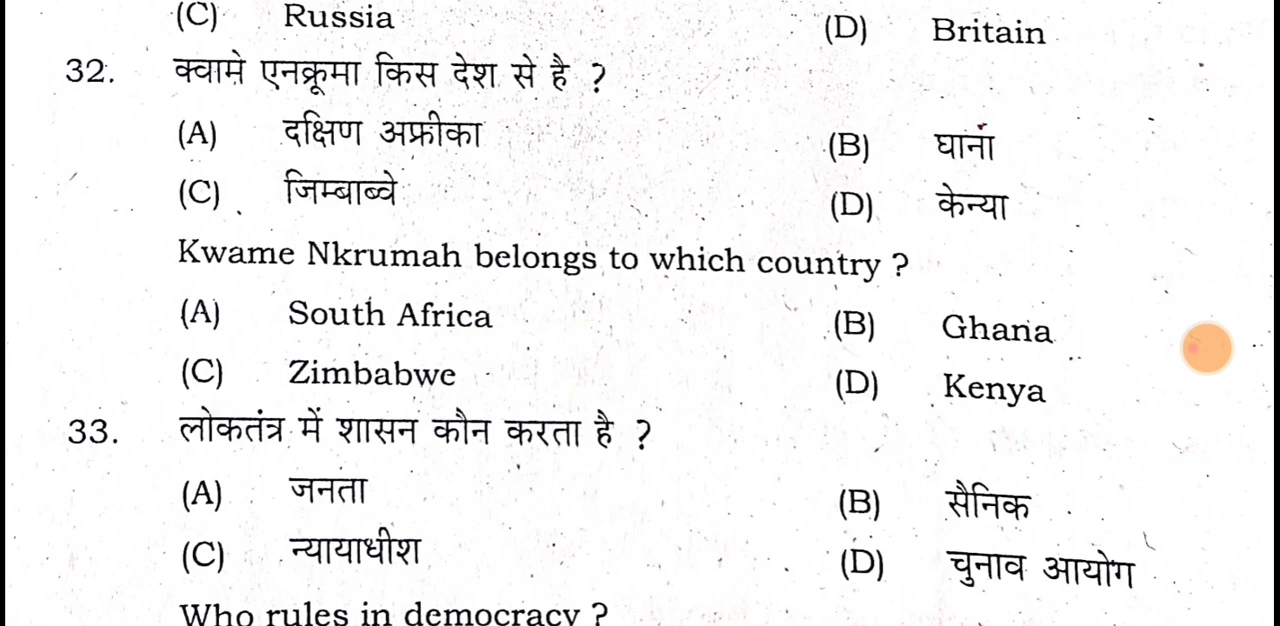 (C) Russia (D) Britain
32. क्वामे एनक्रूमा किस देश से है ?
(A) दक्षिण अफ्रीका (B) घाना
(C) जिम्बाब्वे (D) केन्या
Kwame Nkrumah belongs to which country ?
(A) South Africa (B) Ghana
(C) Zimbabwe (D) Kenya
33. लोकतंत्र में शासन कौन करता है ?
(A) जनता (B) सैनिक
(C) न्यायाधीश (D) चुनाव आयोग
Who rules in democracy ?